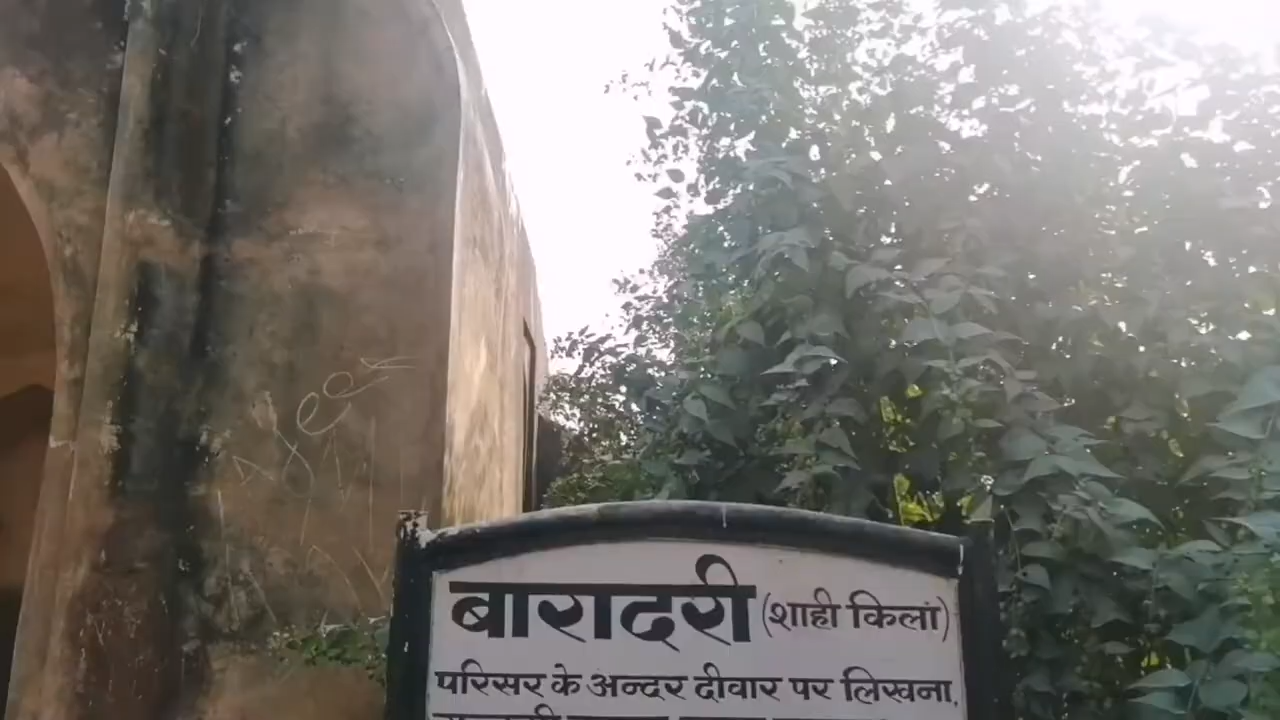 बारादरी (शाही किला)
परिसर के अन्दर दीवार पर लिखना,